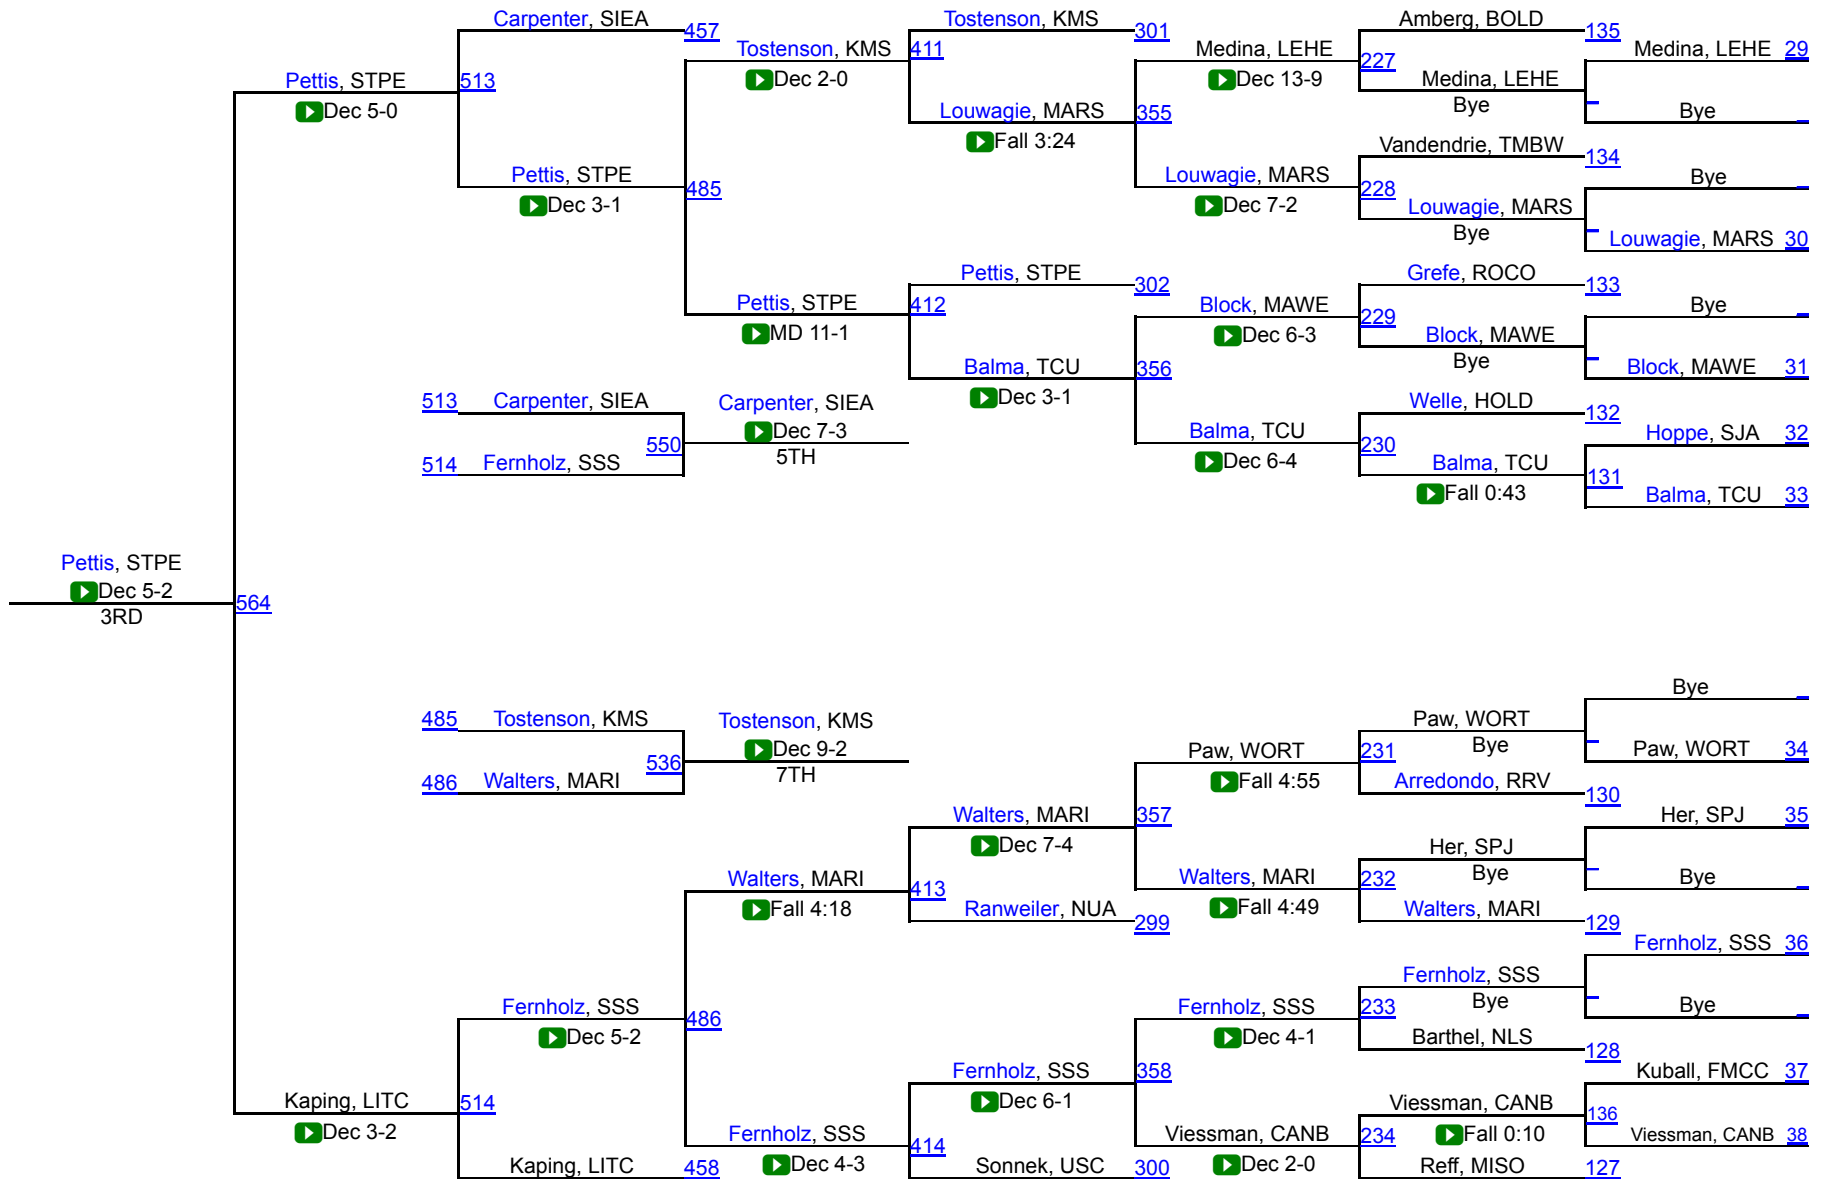 Carpenter, SIEA
457
Tostenson, KMS
301
Amberg, BOLD
135
Tostenson, KMS
411
Medina, LEHE
Medina, LEHE 29
Pettis, STPE
513
Dec 2-0
Dec 13-9
227
Medina, LEHE
Bye
Dec 5-0
Louwagie, MARS
355
Bye
Fall 3:24
Vandendrie, TMBW
134
Pettis, STPE
485
Louwagie, MARS
228
Bye
Dec 3-1
Dec 7-2
Louwagie, MARS
Bye
Louwagie, MARS 30
Pettis, STPE
302
Grefe, ROCO
133
Pettis, STPE
412
Block, MAWE
229
Bye
MD 11-1
Dec 6-3
Block, MAWE
Bye
Balma, TCU
356
Block, MAWE 31
Dec 3-1
513 Carpenter, SIEA
Carpenter, SIEA
Welle, HOLD
132
Dec 7-3
550
5TH
Balma, TCU
230
Hoppe, SJA 32
514 Fernholz, SSS
Dec 6-4
Balma, TCU
131
Fall 0:43
Balma, TCU 33
Pettis, STPE
Dec 5-2
3RD
564
Bye
485 Tostenson, KMS
Tostenson, KMS
Paw, WORT
Bye
Dec 9-2
536
7TH
Paw, WORT
231
Paw, WORT 34
486 Walters, MARI
Fall 4:55
Arredondo, RRV
130
Walters, MARI
357
Her, SPJ 35
Dec 7-4
Her, SPJ
Bye
Walters, MARI
413
Walters, MARI
232
Bye
Fall 4:18
Ranweiler, NUA
299
Fall 4:49
Walters, MARI
129
Fernholz, SSS 36
Fernholz, SSS
Bye
Fernholz, SSS
486
Fernholz, SSS
233
Bye
Dec 5-2
Dec 4-1
Barthel, NLS
128
Fernholz, SSS
358
Kuball, FMCC 37
Kaping, LITC
514
Dec 6-1
Viessman, CANB
136
Dec 3-2
Fernholz, SSS
414
Viessman, CANB
234
Fall 0:10
Viessman, CANB 38
Kaping, LITC
458
Dec 4-3
Sonnek, USC
300
Dec 2-0
Reff, MISO
127